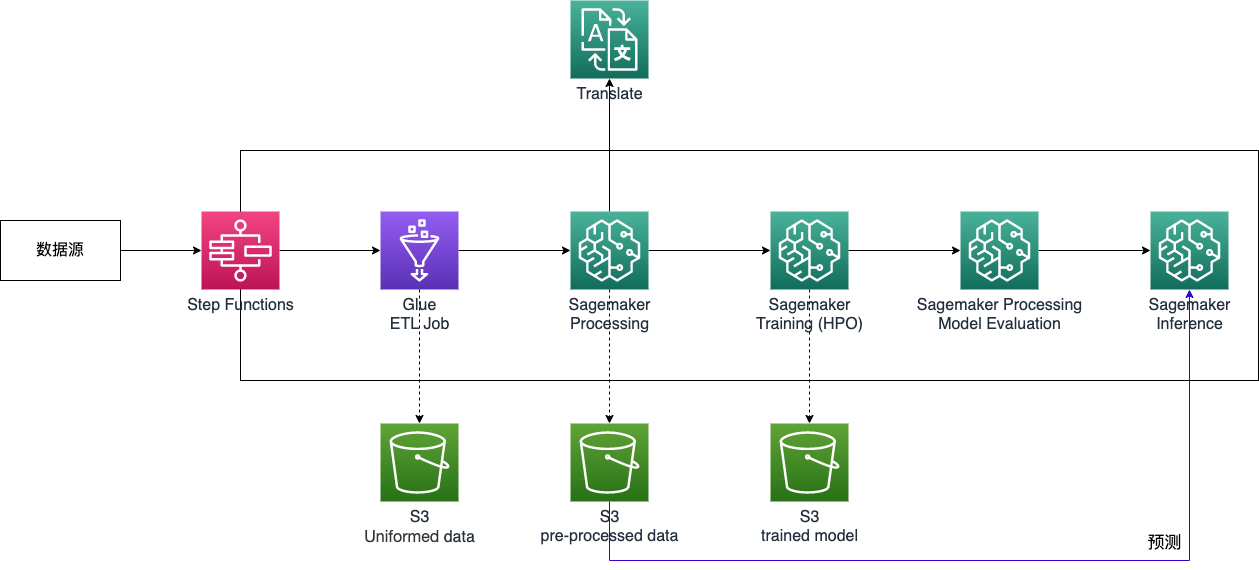 Translate
数据源
Step Functions
Glue
ETL Job
Sagemaker
Processing
Sagemaker
Training (HPO)
Sagemaker Processing
Model Evaluation
Sagemaker
Inference
S3
Uniformed data
S3
pre-processed data
S3
trained model
预测